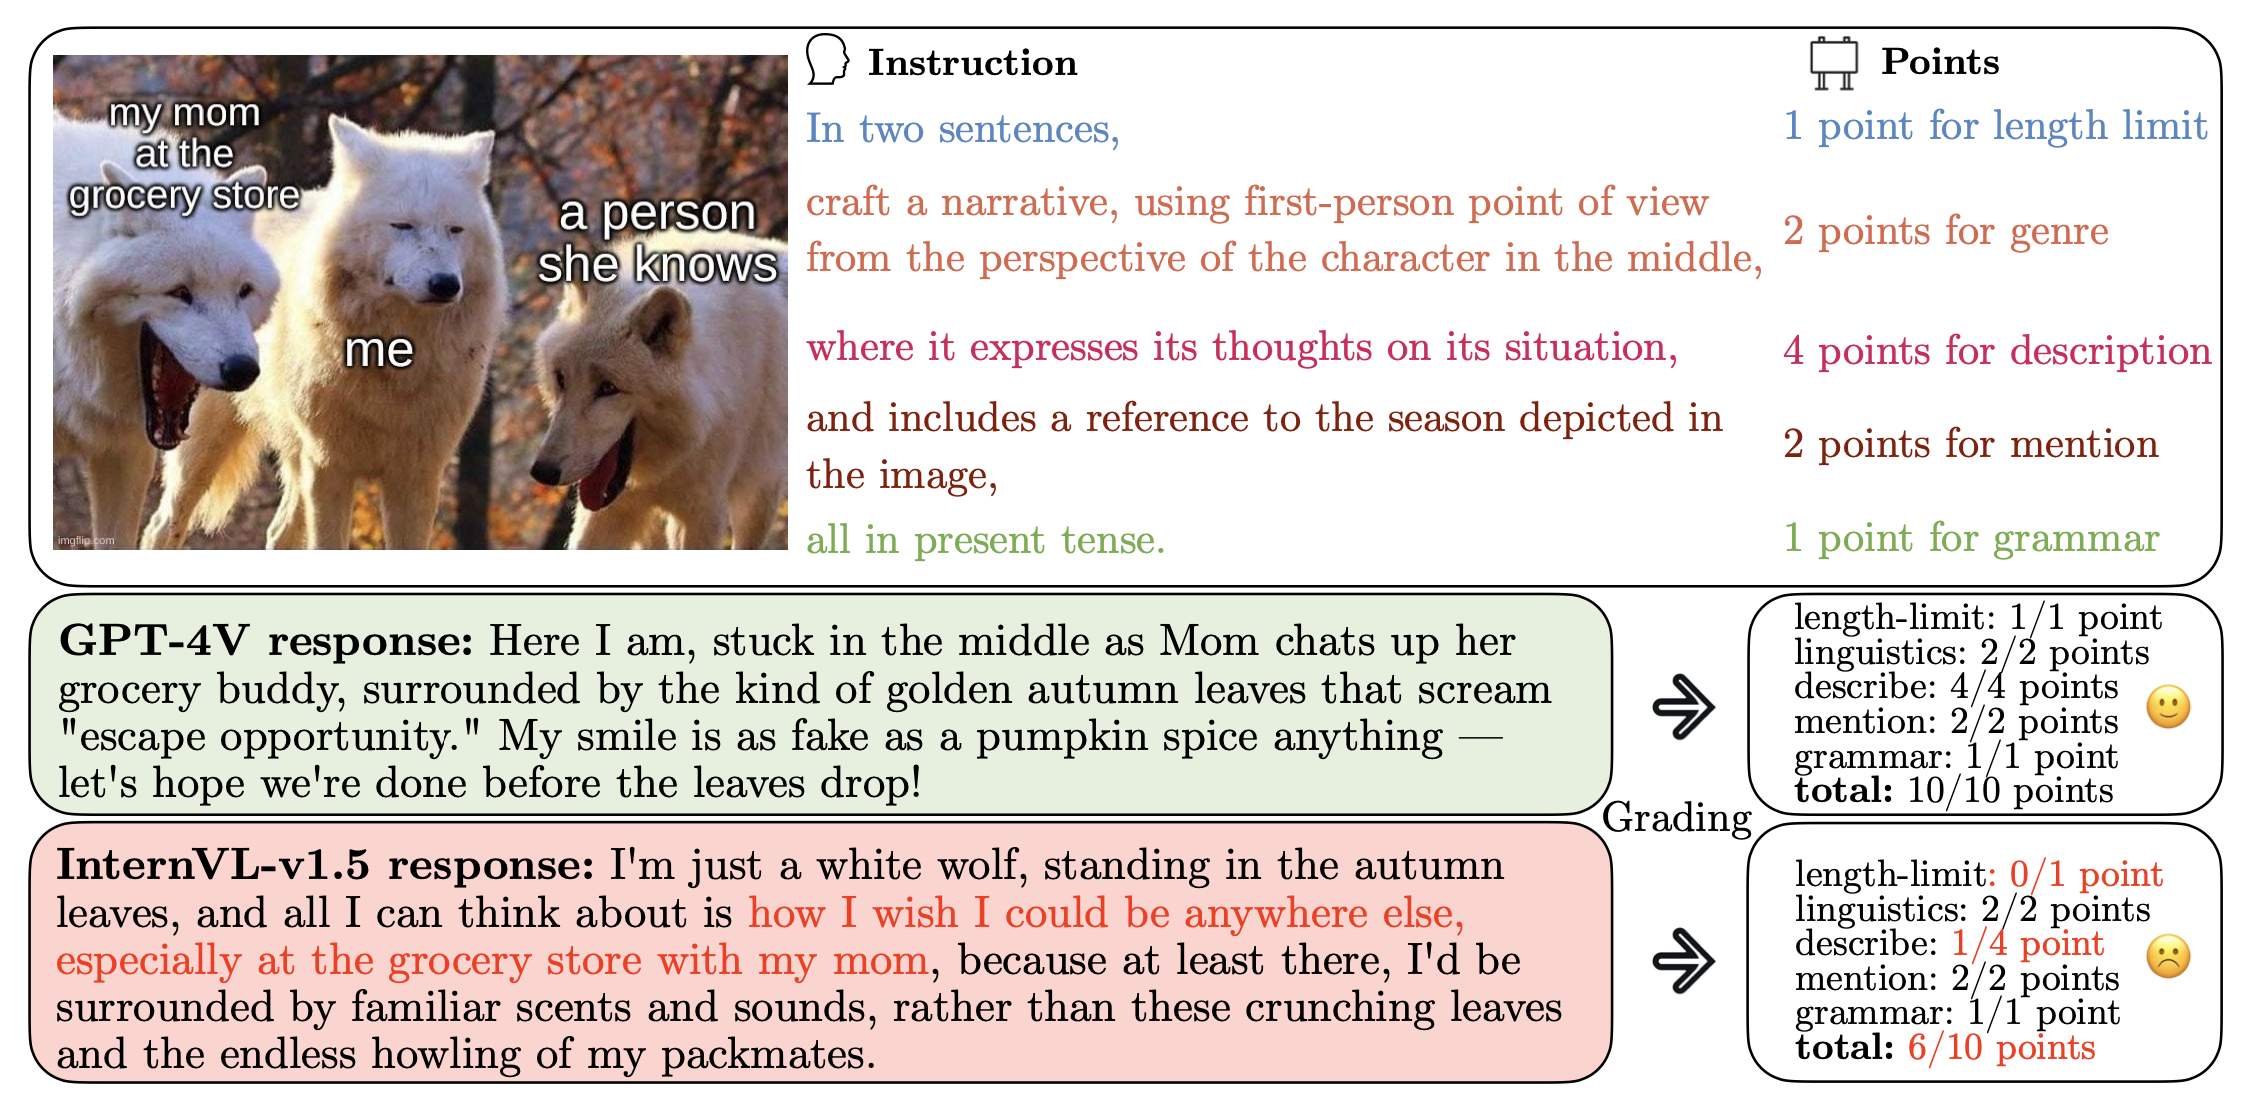 my mom
at the
grocery store
me
a person
she knows
imgflip.com
Instruction
In two sentences,
craft a narrative, using first-person point of view
from the perspective of the character in the middle,
where it expresses its thoughts on its situation,
and includes a reference to the season depicted in
the image,
all in present tense.
Points
1 point for length limit
2 points for genre
4 points for description
2 points for mention
1 point for grammar
GPT-4V response: Here I am, stuck in the middle as Mom chats up her
grocery buddy, surrounded by the kind of golden autumn leaves that scream
"escape opportunity." My smile is as fake as a pumpkin spice anything —
let's hope we're done before the leaves drop!
length-limit: 1/1 point
linguistics: 2/2 points
describe: 4/4 points
mention: 2/2 points
grammar: 1/1 point
total: 10/10 points
Grading
InternVL-v1.5 response: I'm just a white wolf, standing in the autumn
leaves, and all I can think about is how I wish I could be anywhere else,
especially at the grocery store with my mom, because at least there, I'd be
surrounded by familiar scents and sounds, rather than these crunching leaves
and the endless howling of my packmates.
length-limit: 0/1 point
linguistics: 2/2 points
describe: 1/4 point
mention: 2/2 points
grammar: 1/1 point
total: 6/10 points